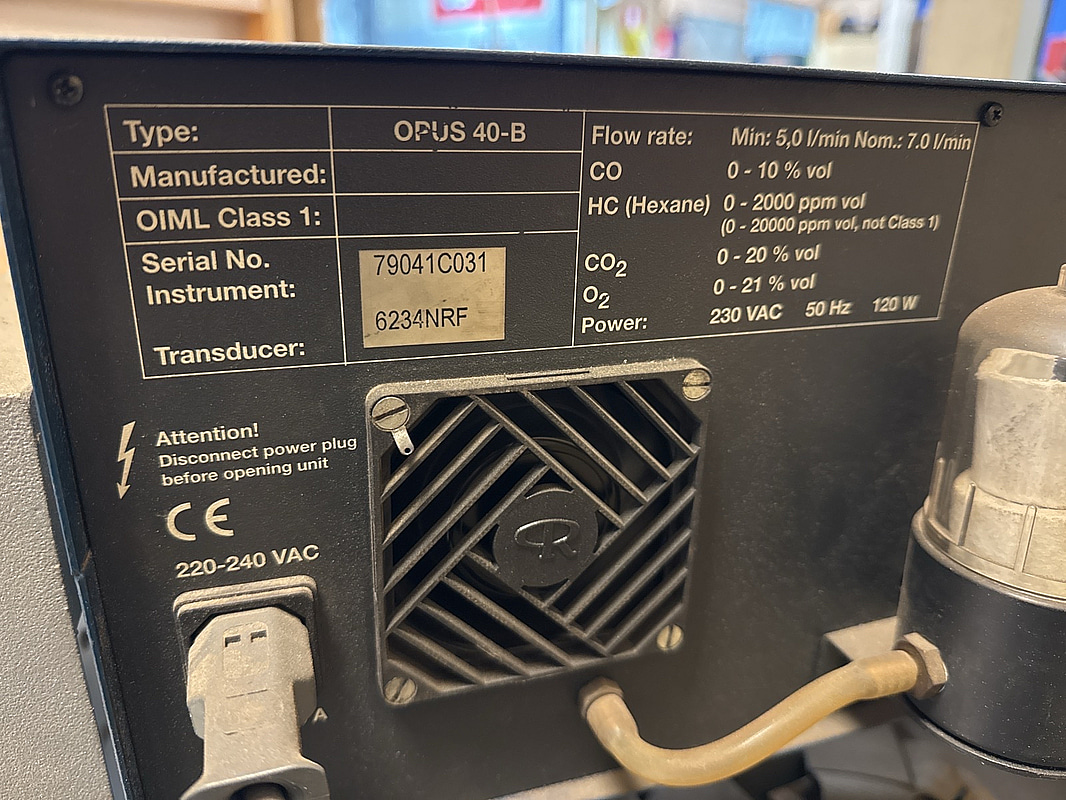 Type: OPUS 40-B
Manufactured:
OIML Class 1:
Serial No.
Instrument: 79041C031
Transducer: 6234NRF
Flow rate: Min: 5,0 l/min Nom.: 7.0 l/min
CO 0 - 10 % vol
HC (Hexane) 0 - 2000 ppm vol
(0 - 20000 ppm vol, not Class 1)
CO2 0 - 20 % vol
O2 0 - 21 % vol
Power: 230 VAC 50 Hz 120 W
Attention!
Disconnect power plug
before opening unit
CE
220-240 VAC
A